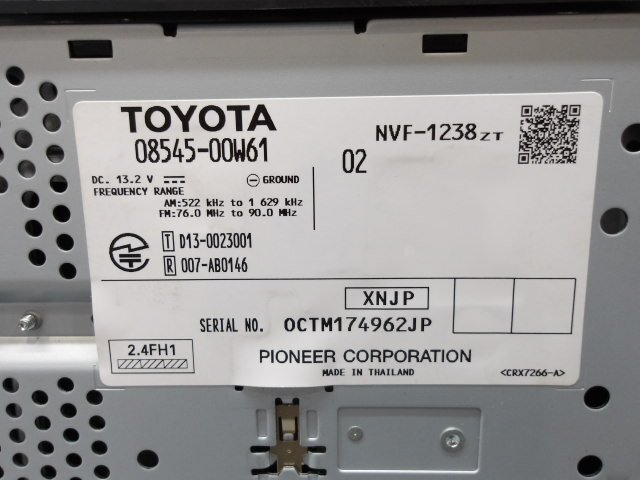 TOYOTA
08545-00W61
NVF-1238ZT
02
DC. 13.2 V
GROUND
FREQUENCY RANGE
AM:522 kHz to 1 629 kHz
FM:76.0 MHz to 90.0 MHz
T D13-0023001
R 007-AB0146
XNJP
SERIAL NO. OCTM174962JP
2.4FH1
PIONEER CORPORATION
MADE IN THAILAND
<CRX7266-A>